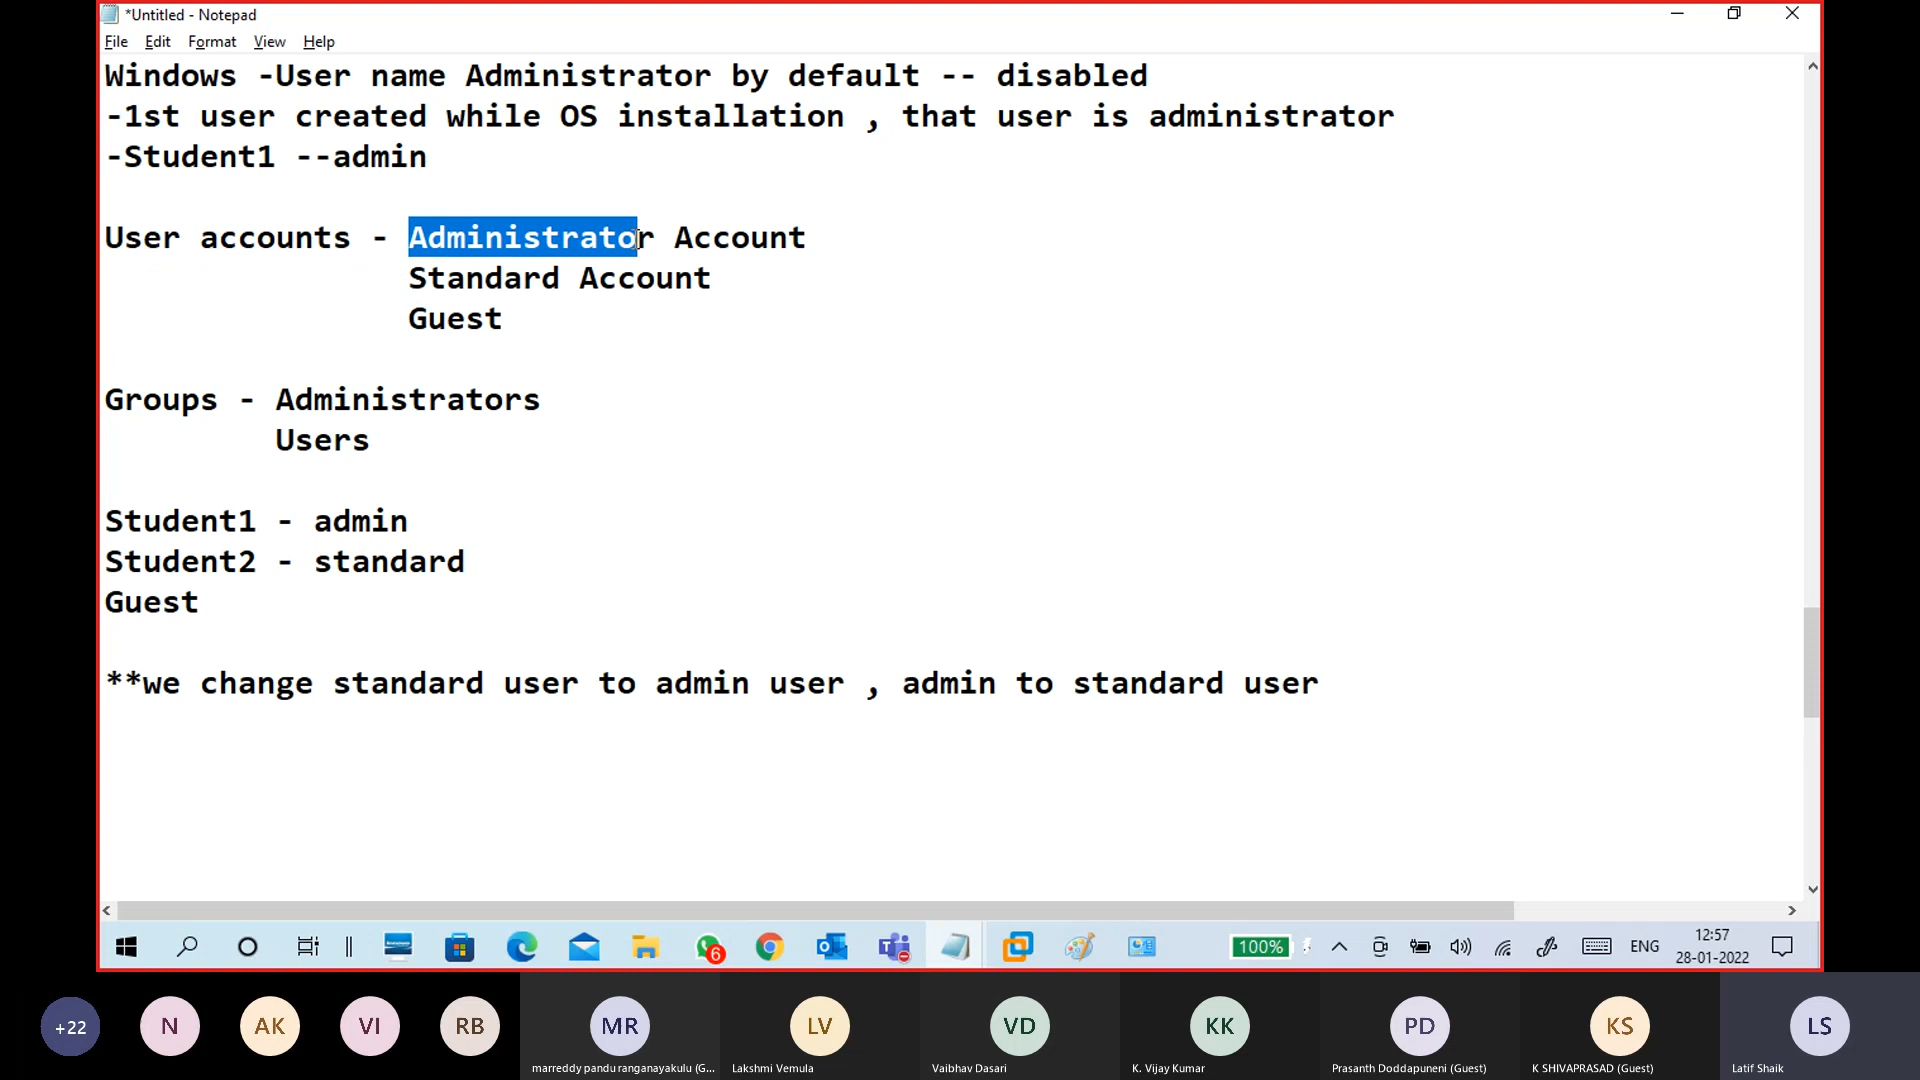 *Untitled - Notepad
File Edit Format View Help
Windows -User name Administrator by default -- disabled
-1st user created while OS installation , that user is administrator
-Student1 --admin
User accounts - Administrator Account
Standard Account
Guest
Groups - Administrators
Users
Student1 - admin
Student2 - standard
Guest
**we change standard user to admin user , admin to standard user
6
100%
ENG
12:57
28-01-2022
+22
N
AK
VI
RB
MR
LV
VD
KK
PD
KS
LS
marreddy pandu ranganayakulu (G...
Lakshmi Vemula
Vaibhav Dasari
K. Vijay Kumar
Prasanth Doddapuneni (Guest)
K SHIVAPRASAD (Guest)
Latif Shaik